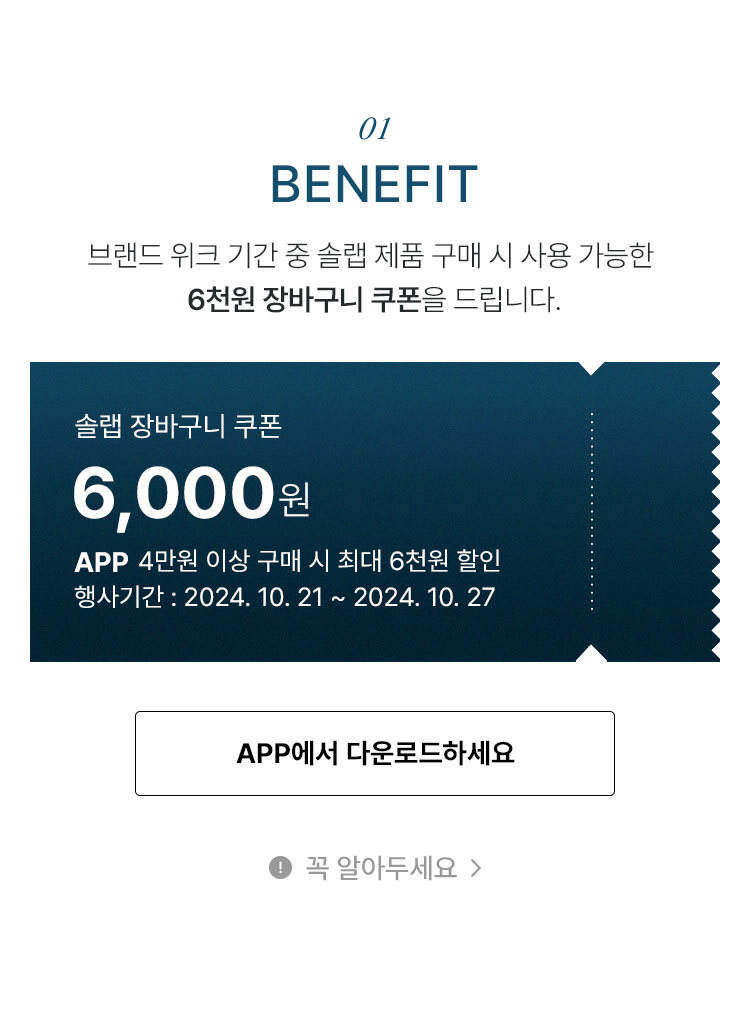 01
BENEFIT
브랜드 위크 기간 중 솔랩 제품 구매 시 사용 가능한
6천원 장바구니 쿠폰을 드립니다.
솔랩 장바구니 쿠폰
6,000원
APP 4만원 이상 구매 시 최대 6천원 할인
행사기간 : 2024. 10. 21 ~ 2024. 10. 27
APP에서 다운로드하세요
! 꼭 알아두세요 >